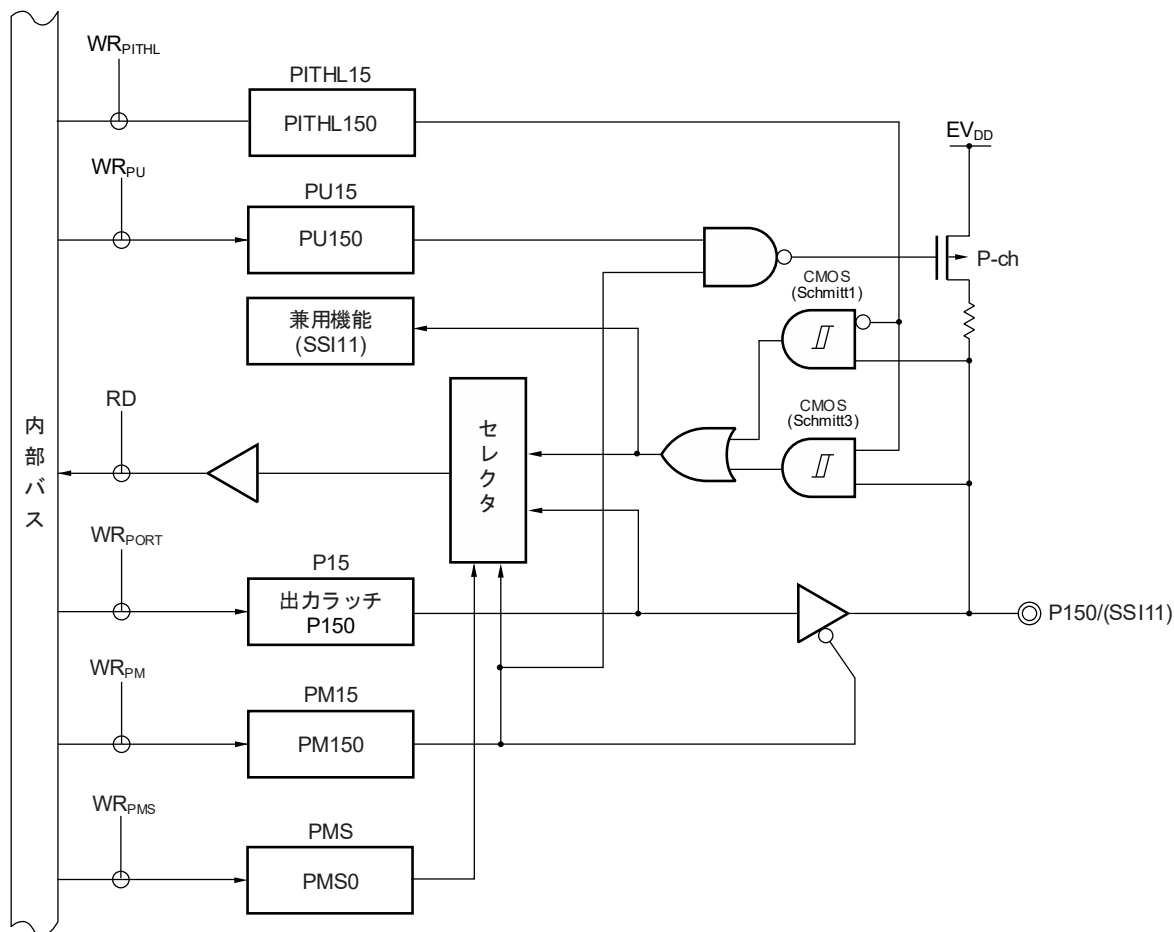 WRPITHL
PITHL15
PITHL150
EVDD
WRPU
PU15
PU150
P-ch
CMOS
(Schmitt1)
兼用機能
(SSI11)
RD
セレクタ
CMOS
(Schmitt3)
内部バス
WRPORT
P15
出力ラッチ
P150
P150/(SSI11)
WRPM
PM15
PM150
WRPMS
PMS
PMS0